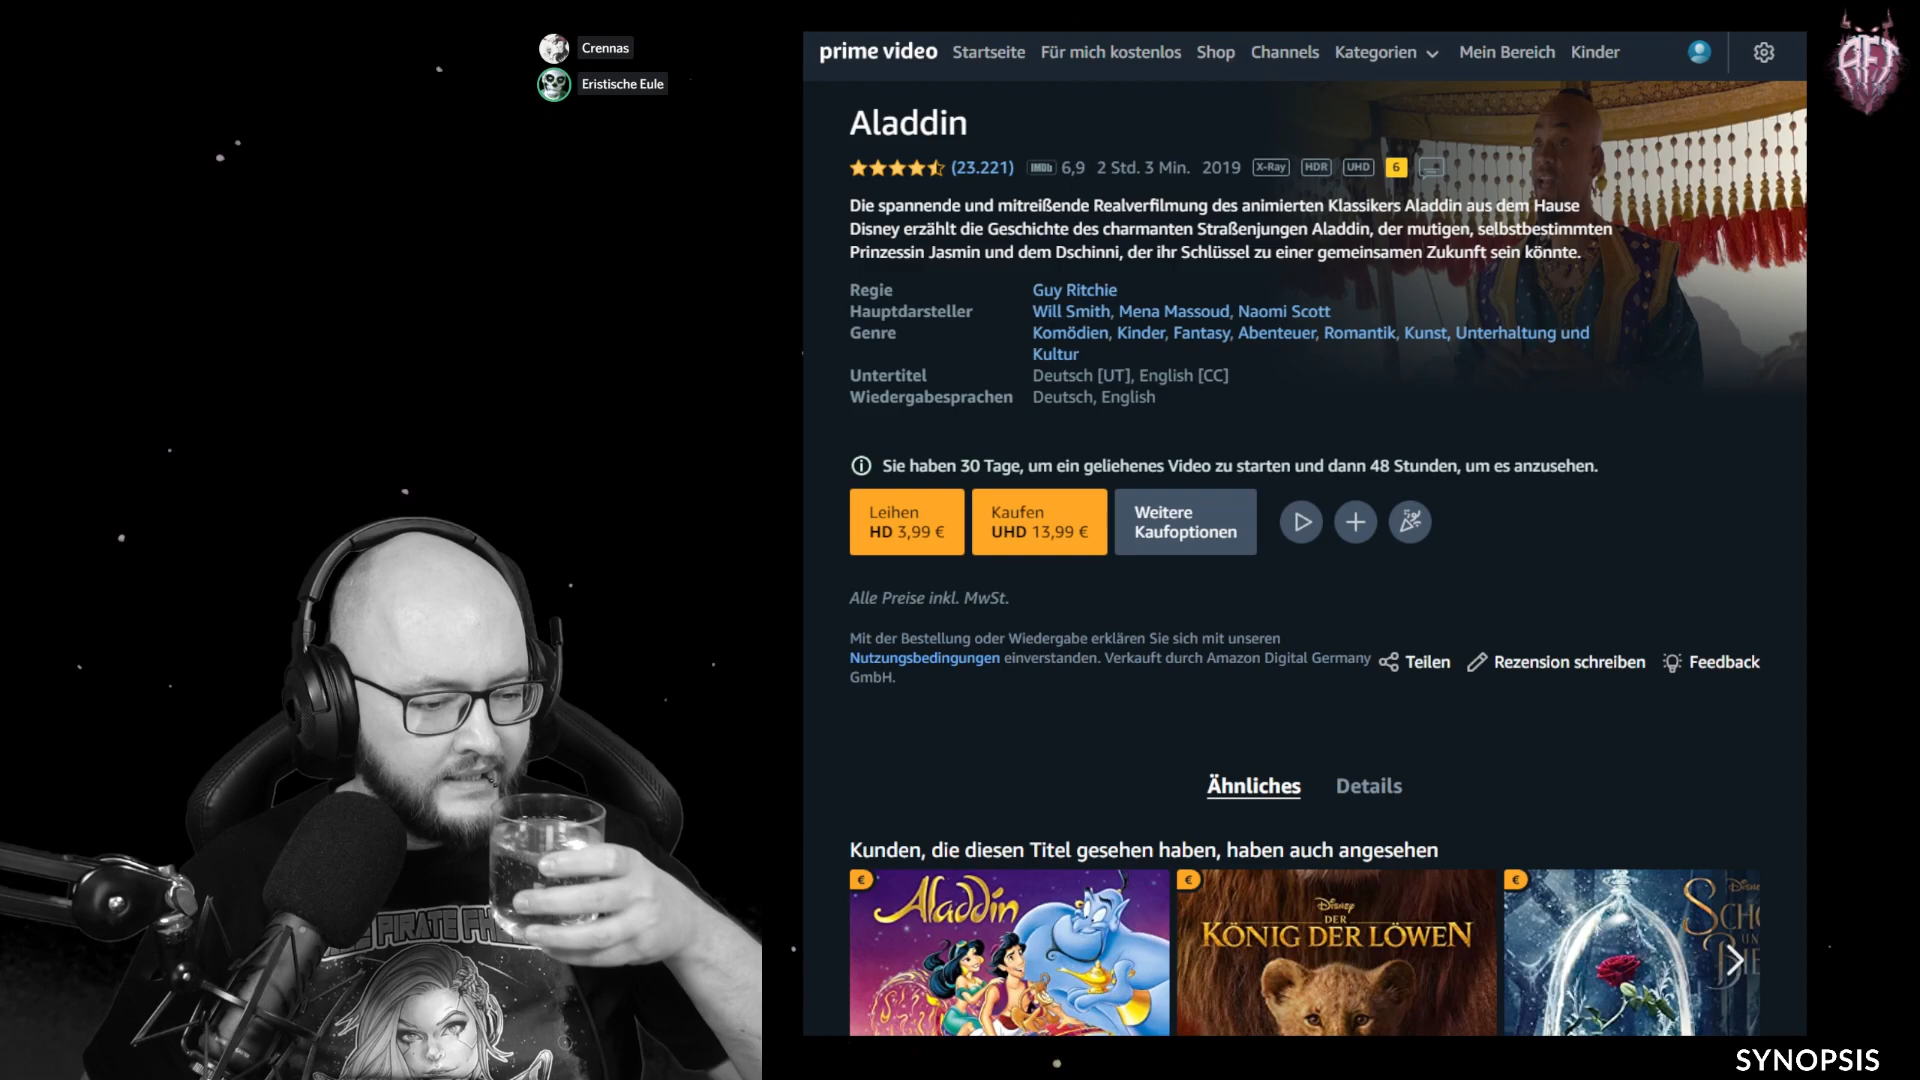 Crennas
Eristische Eule
prime video Startseite Für mich kostenlos Shop Channels Kategorien Mein Bereich Kinder
AFT
Aladdin
(23.221) IMDb 6,9 2 Std. 3 Min. 2019 X-Ray HDR UHD 6
Die spannende und mitreißende Realverfilmung des animierten Klassikers Aladdin aus dem Hause
Disney erzählt die Geschichte des charmanten Straßenjungen Aladdin, der mutigen, selbstbestimmten
Prinzessin Jasmin und dem Dschinni, der ihr Schlüssel zu einer gemeinsamen Zukunft sein könnte.
Regie Guy Ritchie
Hauptdarsteller Will Smith, Mena Massoud, Naomi Scott
Genre Komödien, Kinder, Fantasy, Abenteuer, Romantik, Kunst, Unterhaltung und
Kultur
Untertitel Deutsch [UT], English [CC]
Wiedergabesprachen Deutsch, English
Sie haben 30 Tage, um ein geliehenes Video zu starten und dann 48 Stunden, um es anzusehen.
Leihen
HD 3,99 €
Kaufen
UHD 13,99 €
Weitere
Kaufoptionen
Alle Preise inkl. MwSt.
Mit der Bestellung oder Wiedergabe erklären Sie sich mit unseren
Nutzungsbedingungen einverstanden. Verkauft durch Amazon Digital Germany
GmbH.
Teilen Rezension schreiben Feedback
Ähnliches Details
Kunden, die diesen Titel gesehen haben, haben auch angesehen
€
Aladdin
€
Disney
DER
KÖNIG DER LÖWEN
€
Disney
SCHÖ
UN
BIE
PIRATE
SYNOPSIS